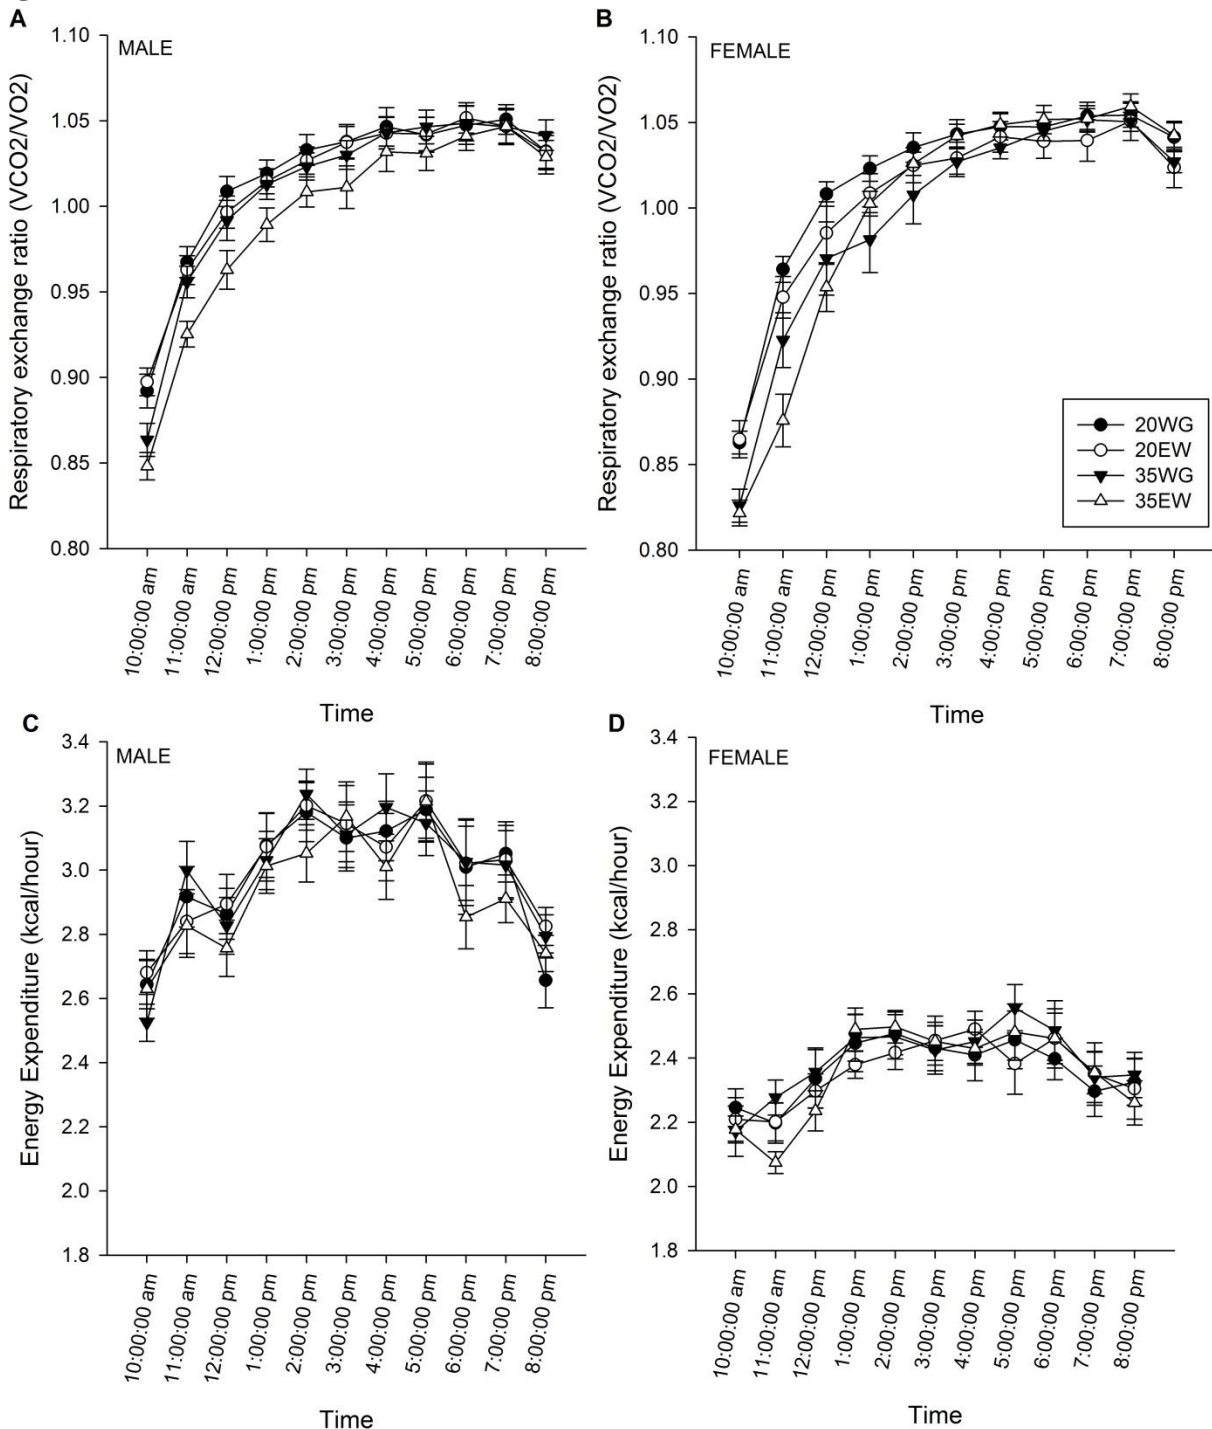 A
MALE
Respiratory exchange ratio (VCO2/VO2)
1.10
1.05
1.00
0.95
0.90
0.85
0.80
10:00:00 am
11:00:00 am
12:00:00 pm
1:00:00 pm
2:00:00 pm
3:00:00 pm
4:00:00 pm
5:00:00 pm
6:00:00 pm
7:00:00 pm
8:00:00 pm
Time
B
FEMALE
Respiratory exchange ratio (VCO2/VO2)
1.10
1.05
1.00
0.95
0.90
0.85
0.80
20WG
20EW
35WG
35EW
10:00:00 am
11:00:00 am
12:00:00 pm
1:00:00 pm
2:00:00 pm
3:00:00 pm
4:00:00 pm
5:00:00 pm
6:00:00 pm
7:00:00 pm
8:00:00 pm
Time
C
MALE
Energy Expenditure (kcal/hour)
3.4
3.2
3.0
2.8
2.6
2.4
2.2
2.0
1.8
10:00:00 am
11:00:00 am
12:00:00 pm
1:00:00 pm
2:00:00 pm
3:00:00 pm
4:00:00 pm
5:00:00 pm
6:00:00 pm
7:00:00 pm
8:00:00 pm
Time
D
FEMALE
Energy Expenditure (kcal/hour)
3.4
3.2
3.0
2.8
2.6
2.4
2.2
2.0
1.8
10:00:00 am
11:00:00 am
12:00:00 pm
1:00:00 pm
2:00:00 pm
3:00:00 pm
4:00:00 pm
5:00:00 pm
6:00:00 pm
7:00:00 pm
8:00:00 pm
Time